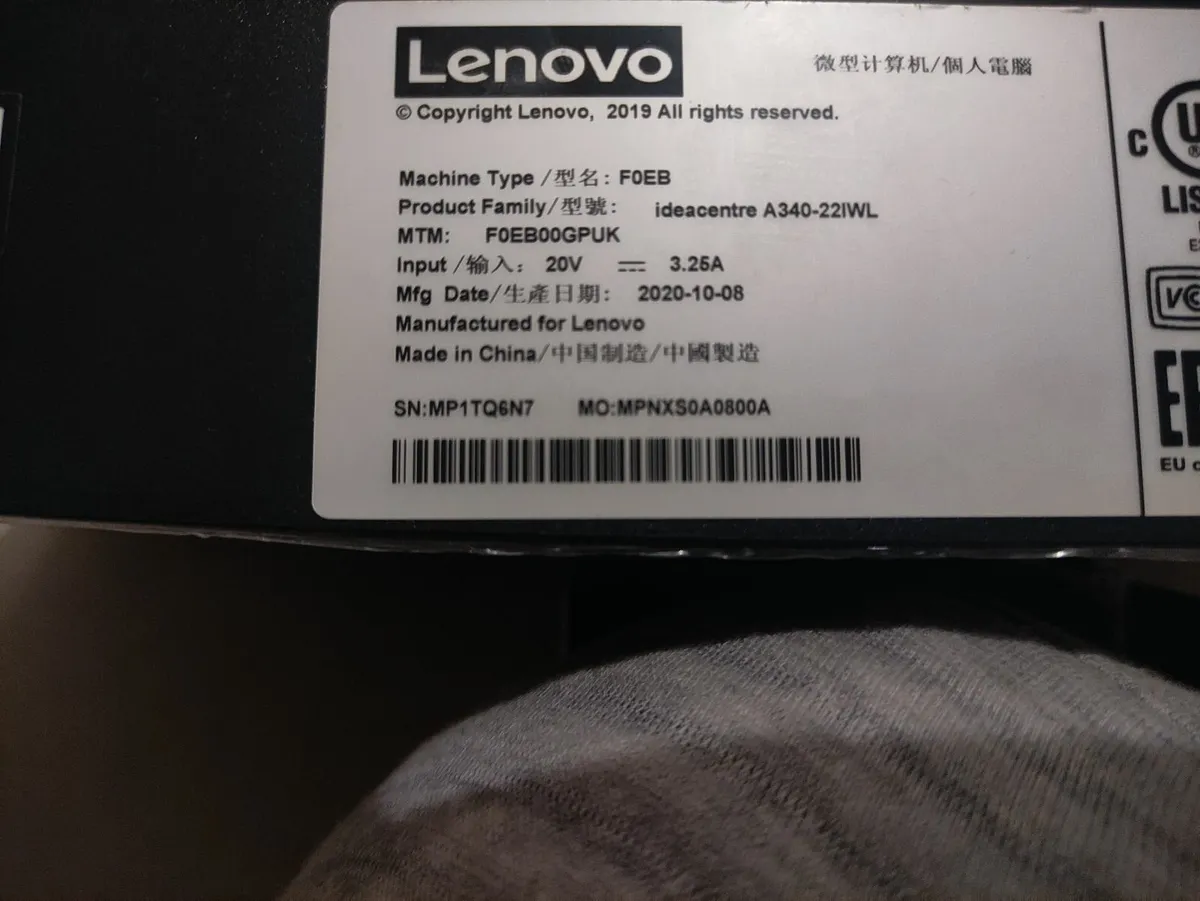 Lenovo
微型计算机/個人電腦
© Copyright Lenovo, 2019 All rights reserved.
Machine Type /型名: F0EB
Product Family/型號: ideacentre A340-22IWL
MTM: F0EB00GPUK
Input /输入: 20V ⎓ 3.25A
Mfg Date/生產日期: 2020-10-08
Manufactured for Lenovo
Made in China/中国制造/中國製造
SN:MP1TQ6N7 MO:MPNXS0A0800A
C U
®
LIS
E
VC
E
EU